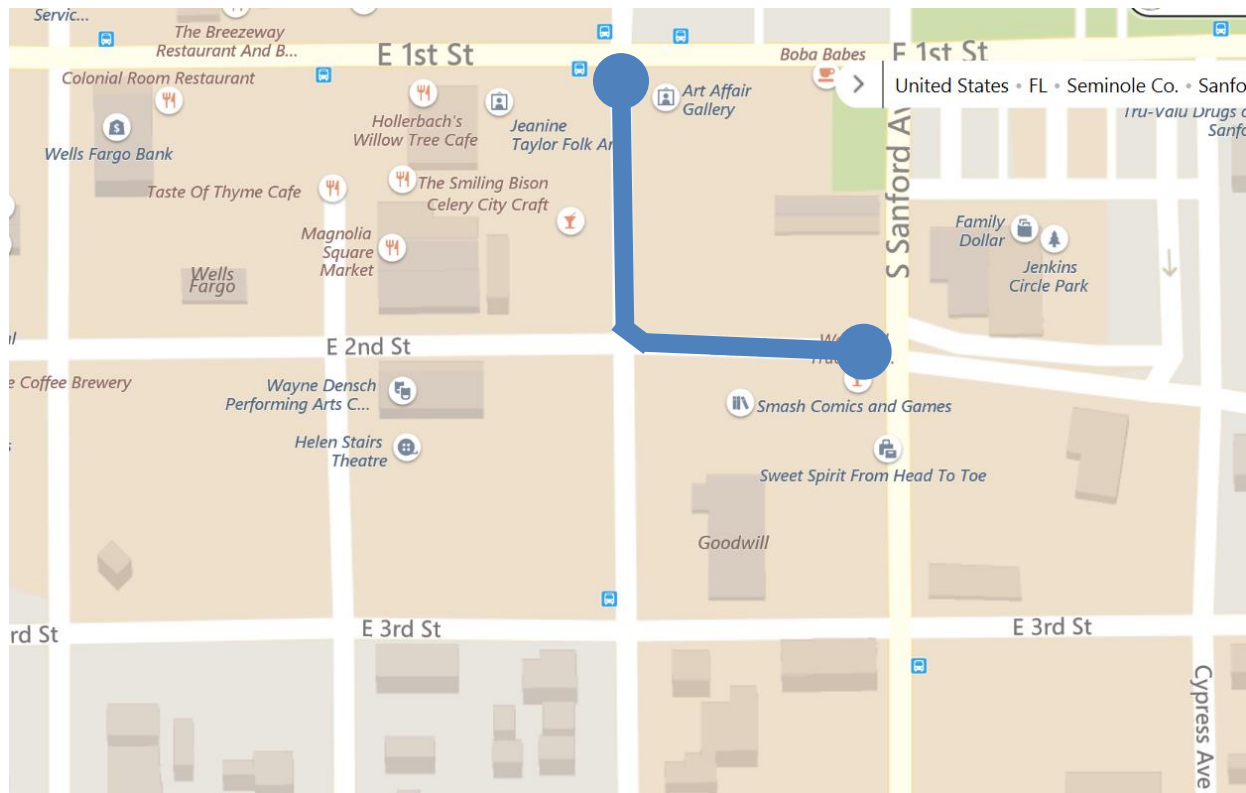 Servic...
The Breezeway
Restaurant And B...
E 1st St
Boba Babes
E 1st St
Colonial Room Restaurant
United States • FL • Seminole Co. • Sanfo
Art Affair
Gallery
Tru-Valu Drugs
Sanfo
Hollerbach's
Willow Tree Cafe
Jeanine
Taylor Folk Ar
Wells Fargo Bank
S Sanford Av
Taste Of Thyme Cafe
The Smiling Bison
Celery City Craft
Magnolia
Square
Market
Family
Dollar
Jenkins
Circle Park
Wells
Fargo
E 2nd St
e Coffee Brewery
Wayne Densch
Performing Arts C...
Smash Comics and Games
Helen Stairs
Theatre
Sweet Spirit From Head To Toe
Goodwill
rd St
E 3rd St
E 3rd St
Cypress Ave